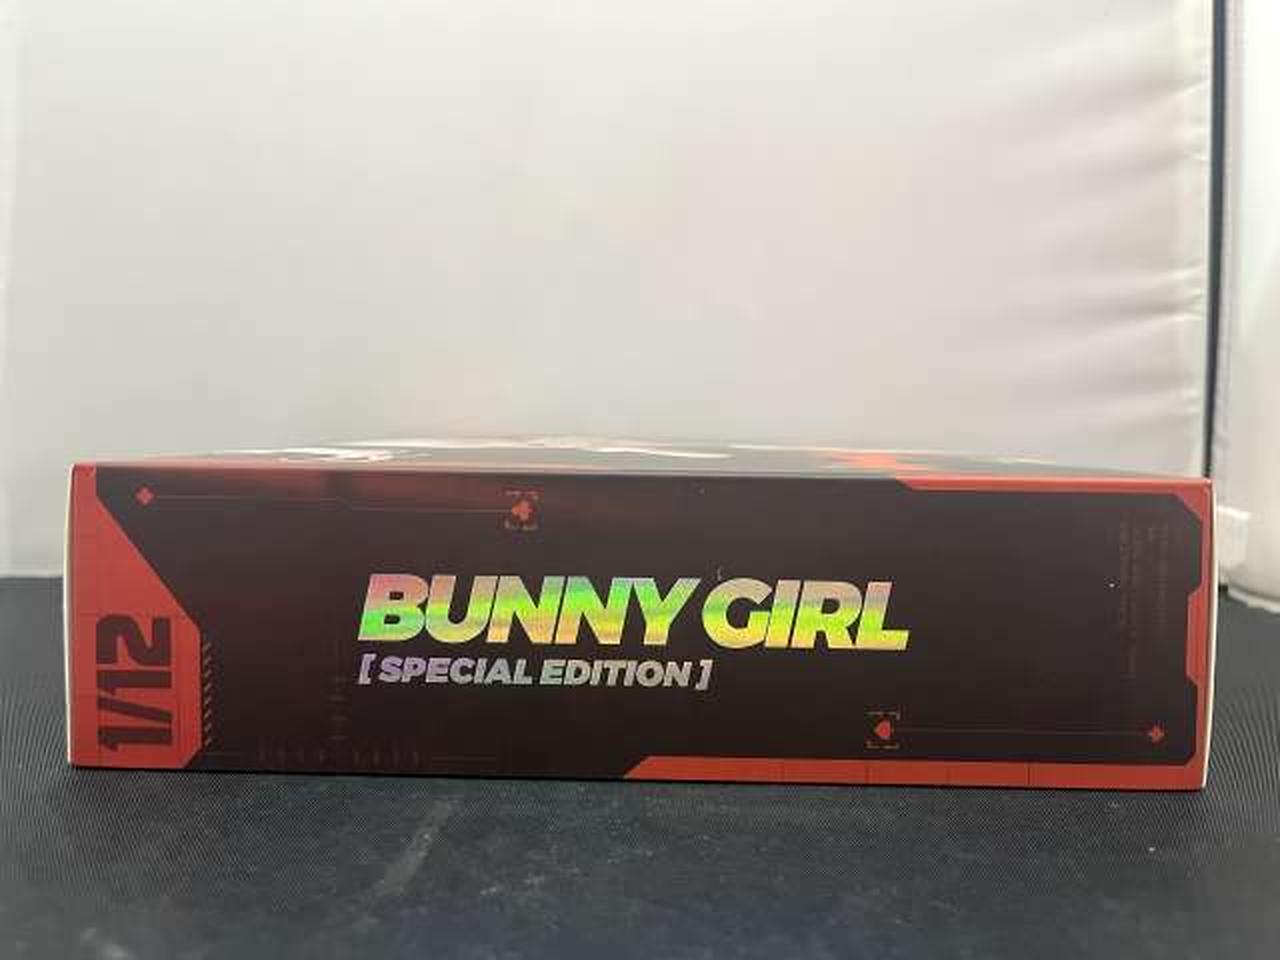 BUNNY GIRL
[ SPECIAL EDITION ]
1/12